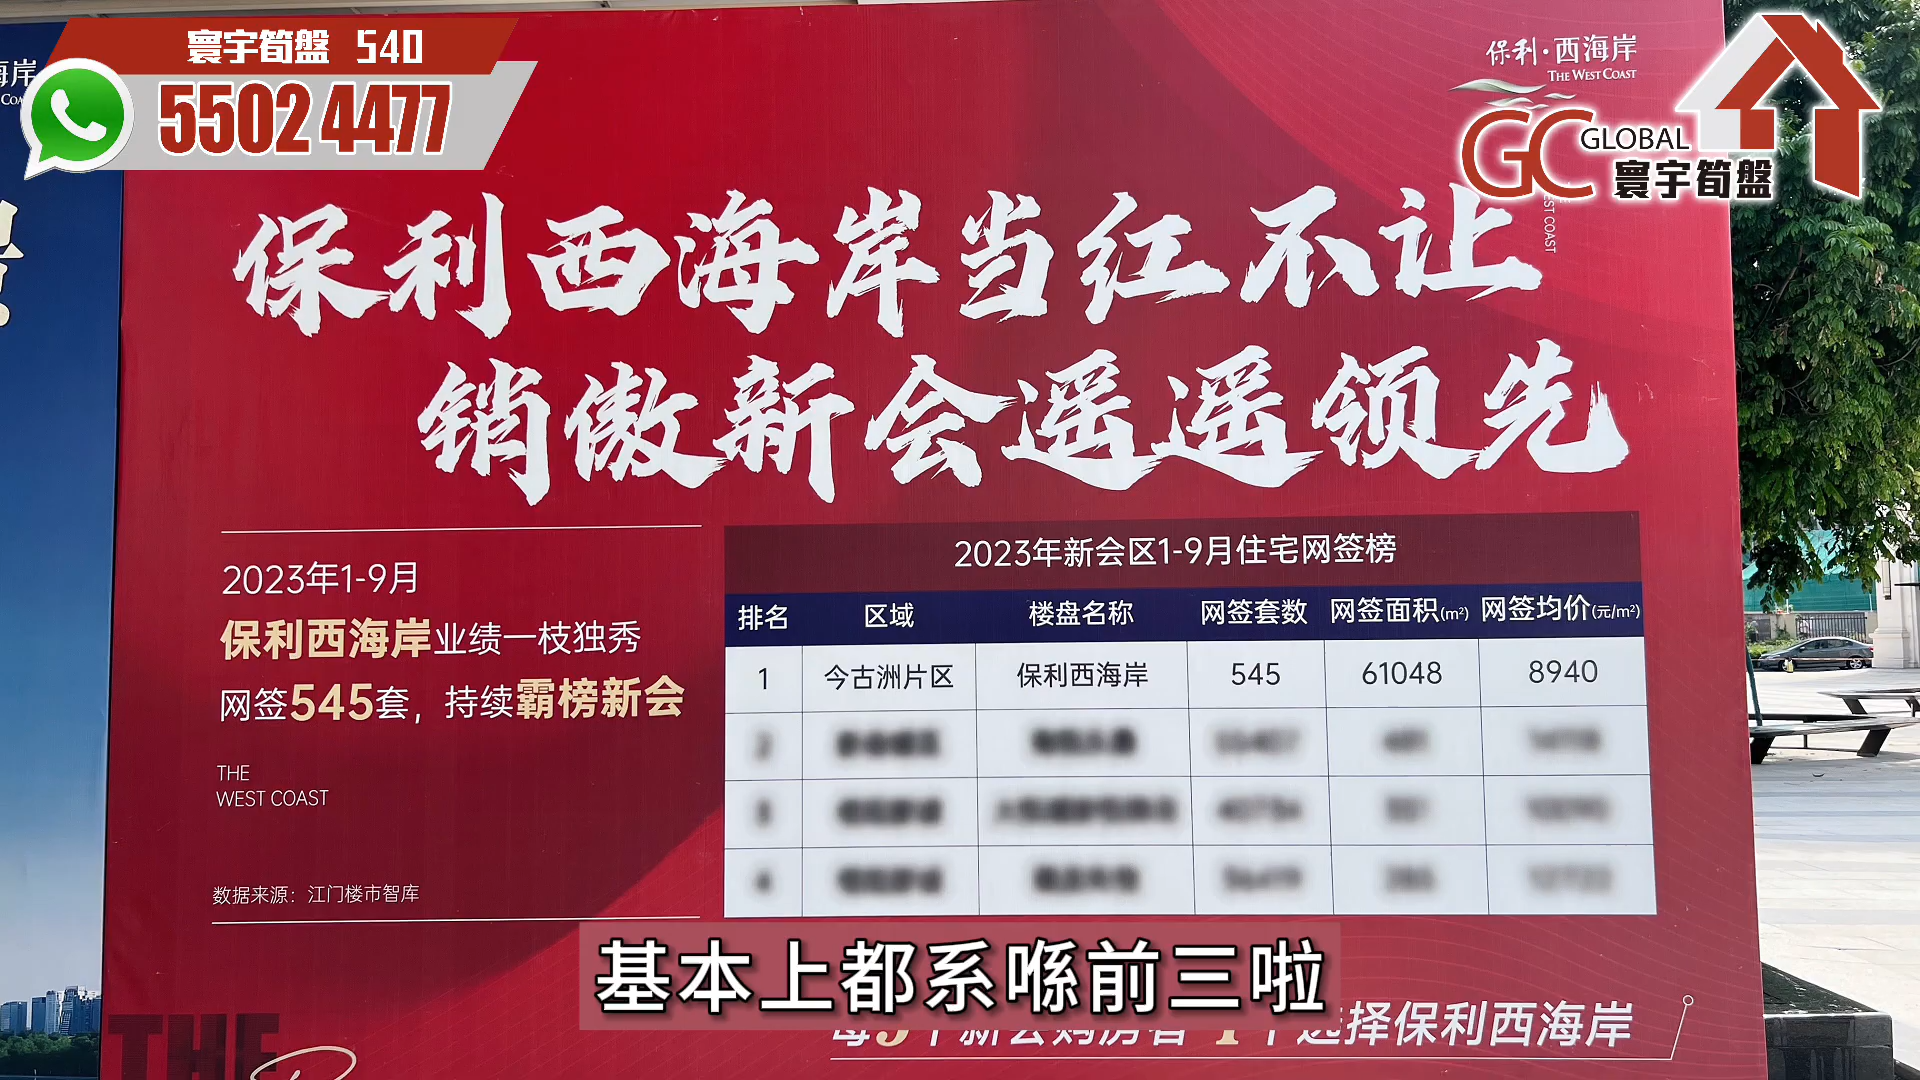 寰宇筍盤 540
5502 4477
保利·西海岸
THE WEST COAST
GC GLOBAL
寰宇筍盤
保利西海岸当红不让
销傲新会遥遥领先
2023年1-9月
保利西海岸业绩一枝独秀
网签545套，持续霸榜新会
THE
WEST COAST
数据来源：江门楼市智库
2023年新会区1-9月住宅网签榜
排名 区域 楼盘名称 网签套数 网签面积(m²) 网签均价(元/m²)
1 今古洲片区 保利西海岸 545 61048 8940
基本上都系喺前三啦
选择保利西海岸
THE